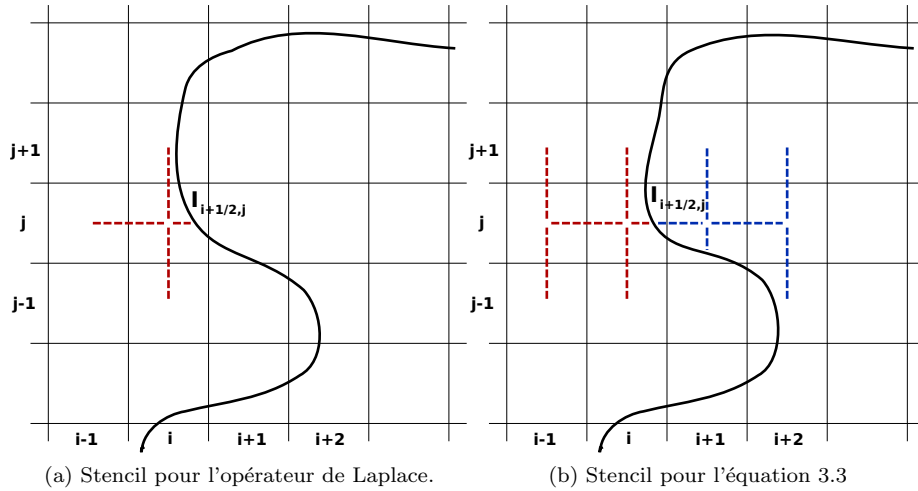 j+1
I i+1/2,j
j
j-1
i-1 i i+1 i+2
(a) Stencil pour l'opérateur de Laplace.
j+1
I i+1/2,j
j
j-1
i-1 i i+1 i+2
(b) Stencil pour l'équation 3.3